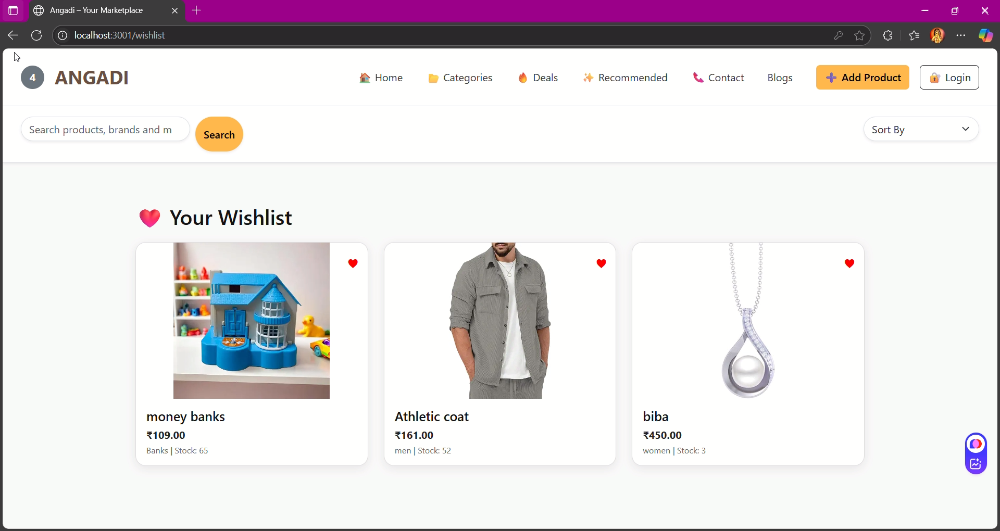 Angadi – Your Marketplace
localhost:3001/wishlist
4 ANGADI
Home Categories Deals Recommended Contact Blogs Add Product Login
Search products, brands and m Search Sort By
Your Wishlist
money banks
₹109.00
Banks | Stock: 65
Athletic coat
₹161.00
men | Stock: 52
biba
₹450.00
women | Stock: 3